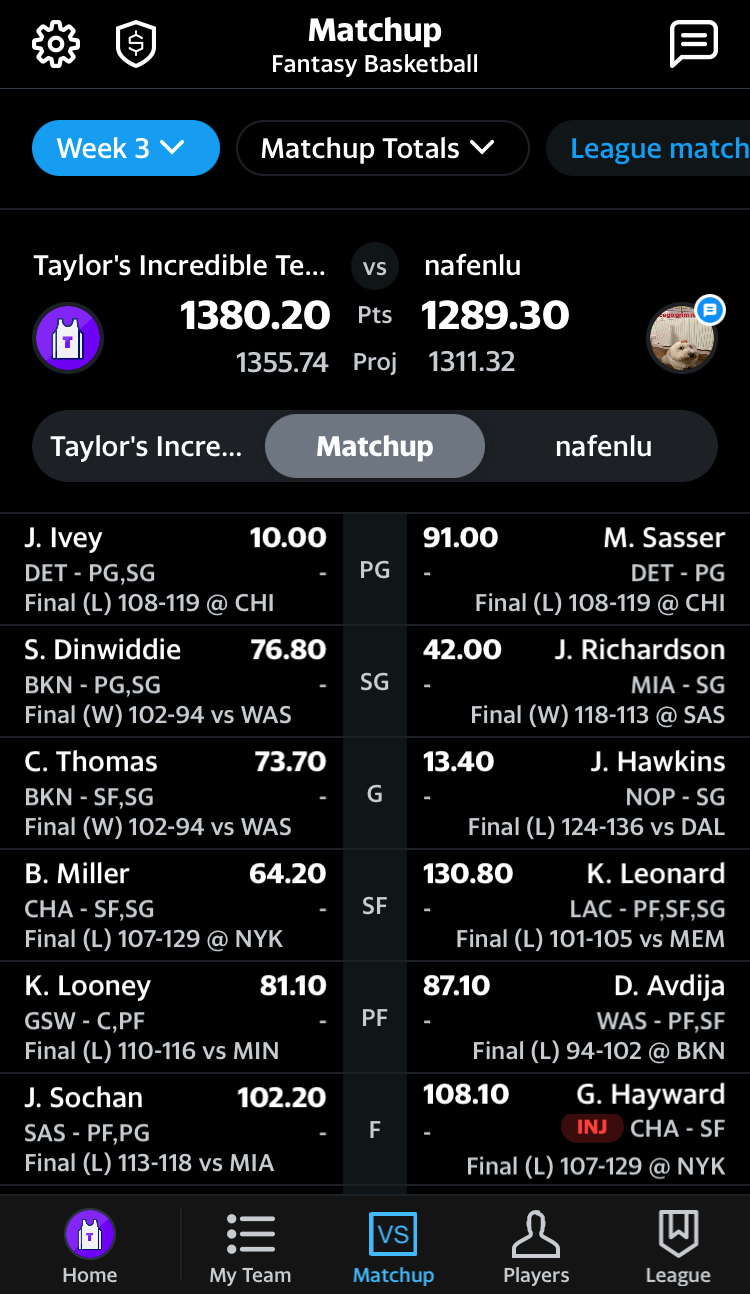 Matchup
Fantasy Basketball
Week 3
Matchup Totals
League match
Taylor's Incredible Te... vs nafenlu
1380.20 Pts 1289.30
1355.74 Proj 1311.32
Taylor's Incre... Matchup nafenlu
J. Ivey 10.00 PG 91.00 M. Sasser
DET - PG,SG - - DET - PG
Final (L) 108-119 @ CHI Final (L) 108-119 @ CHI
S. Dinwiddie 76.80 SG 42.00 J. Richardson
BKN - PG,SG - - MIA - SG
Final (W) 102-94 vs WAS Final (W) 118-113 @ SAS
C. Thomas 73.70 G 13.40 J. Hawkins
BKN - SF,SG - - NOP - SG
Final (W) 102-94 vs WAS Final (L) 124-136 vs DAL
B. Miller 64.20 SF 130.80 K. Leonard
CHA - SF,SG - - LAC - PF,SF,SG
Final (L) 107-129 @ NYK Final (L) 101-105 vs MEM
K. Looney 81.10 PF 87.10 D. Avdija
GSW - C,PF - - WAS - PF,SF
Final (L) 110-116 vs MIN Final (L) 94-102 @ BKN
J. Sochan 102.20 F 108.10 G. Hayward
SAS - PF,PG - - INJ CHA - SF
Final (L) 113-118 vs MIA Final (L) 107-129 @ NYK
T VS
Home My Team Matchup Players League